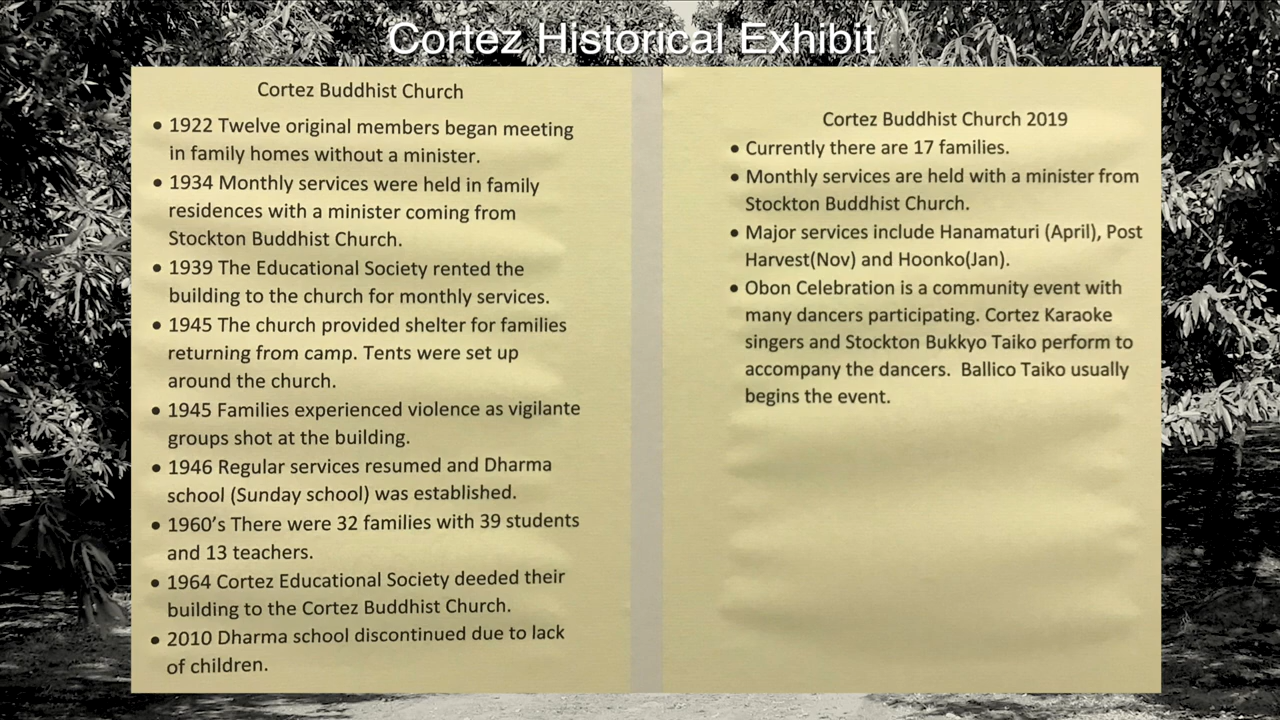 Cortez Historical Exhibit
Cortez Buddhist Church
• 1922 Twelve original members began meeting
in family homes without a minister.
• 1934 Monthly services were held in family
residences with a minister coming from
Stockton Buddhist Church.
• 1939 The Educational Society rented the
building to the church for monthly services.
• 1945 The church provided shelter for families
returning from camp. Tents were set up
around the church.
• 1945 Families experienced violence as vigilante
groups shot at the building.
• 1946 Regular services resumed and Dharma
school (Sunday school) was established.
• 1960's There were 32 families with 39 students
and 13 teachers.
• 1964 Cortez Educational Society deeded their
building to the Cortez Buddhist Church.
• 2010 Dharma school discontinued due to lack
of children.
Cortez Buddhist Church 2019
• Currently there are 17 families.
• Monthly services are held with a minister from
Stockton Buddhist Church.
• Major services include Hanamaturi (April), Post
Harvest(Nov) and Hoonko(Jan).
• Obon Celebration is a community event with
many dancers participating. Cortez Karaoke
singers and Stockton Bukkyo Taiko perform to
accompany the dancers.  Ballico Taiko usually
begins the event.